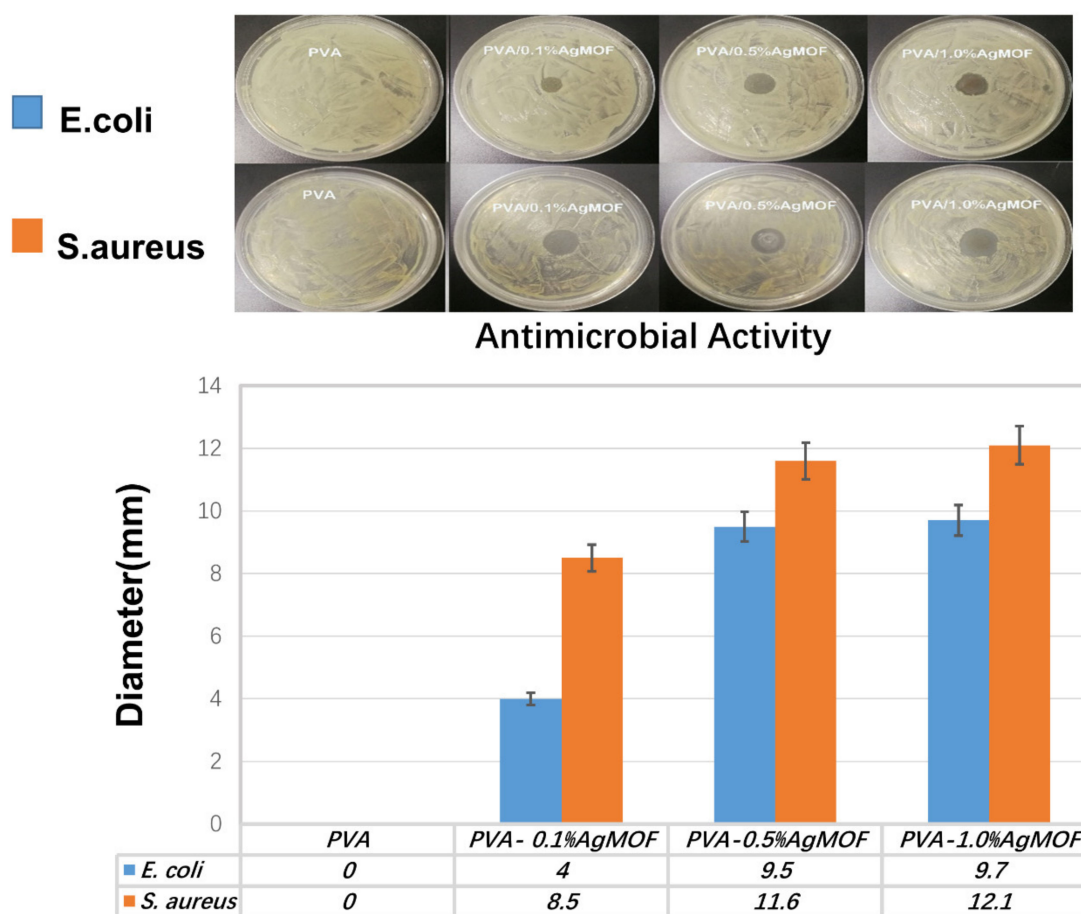 E.coli
S.aureus
PVA
PVA/0.1%AgMOF
PVA/0.5%AgMOF
PVA/1.0%AgMOF
PVA
PVA/0.1%AgMOF
PVA/0.5%AgMOF
PVA/1.0%AgMOF
Antimicrobial Activity
Diameter(mm)
14
12
10
8
6
4
2
0
PVA PVA- 0.1%AgMOF PVA-0.5%AgMOF PVA-1.0%AgMOF
E. coli 0 4 9.5 9.7
S. aureus 0 8.5 11.6 12.1